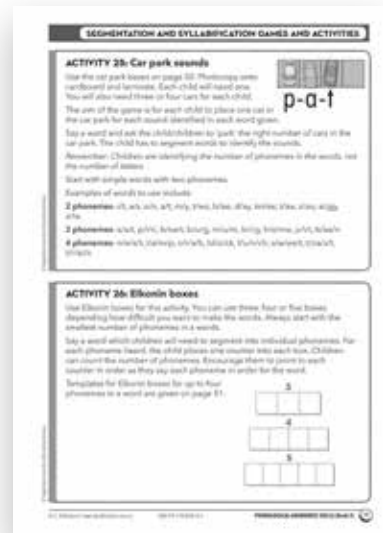 SEGMENTATION AND SYLLABIFICATION GAMES AND ACTIVITIES
ACTIVITY 25: Car park sounds
Use the car park bases on page 50. Photocopy onto
cardboard and laminate. Each child will need one.
You will also need three or four cars for each child.
p-a-t
The aim of the game is for each child to place one car in
the car park for each sound identified in each word given.
Say a word and ask the child/children to 'park' the right number of cars in the
car park. The child has to segment words to identify the sounds.
Remember: Children are identifying the number of phonemes in the words, not
the number of letters.
Start with simple words with two phonemes.
Examples of words to use include:
2 phonemes:
3 phonemes:
4 phonemes:
ACTIVITY 26: Elkonin boxes
Use Elkonin boxes for this activity. You can use three, four or five boxes
depending how difficult you want to make the words. Always start with the
smallest number of phonemes in a words.
Say a word which children will need to segment into individual phonemes. For
each phoneme heard, the child places one counter into each box. Children
can count the number of phonemes. Encourage them to point to each
counter in order as they say each phoneme in order for the word.
Templates for Elkonin boxes for up to four
phonemes in a word are given on page 51.
3
4
5